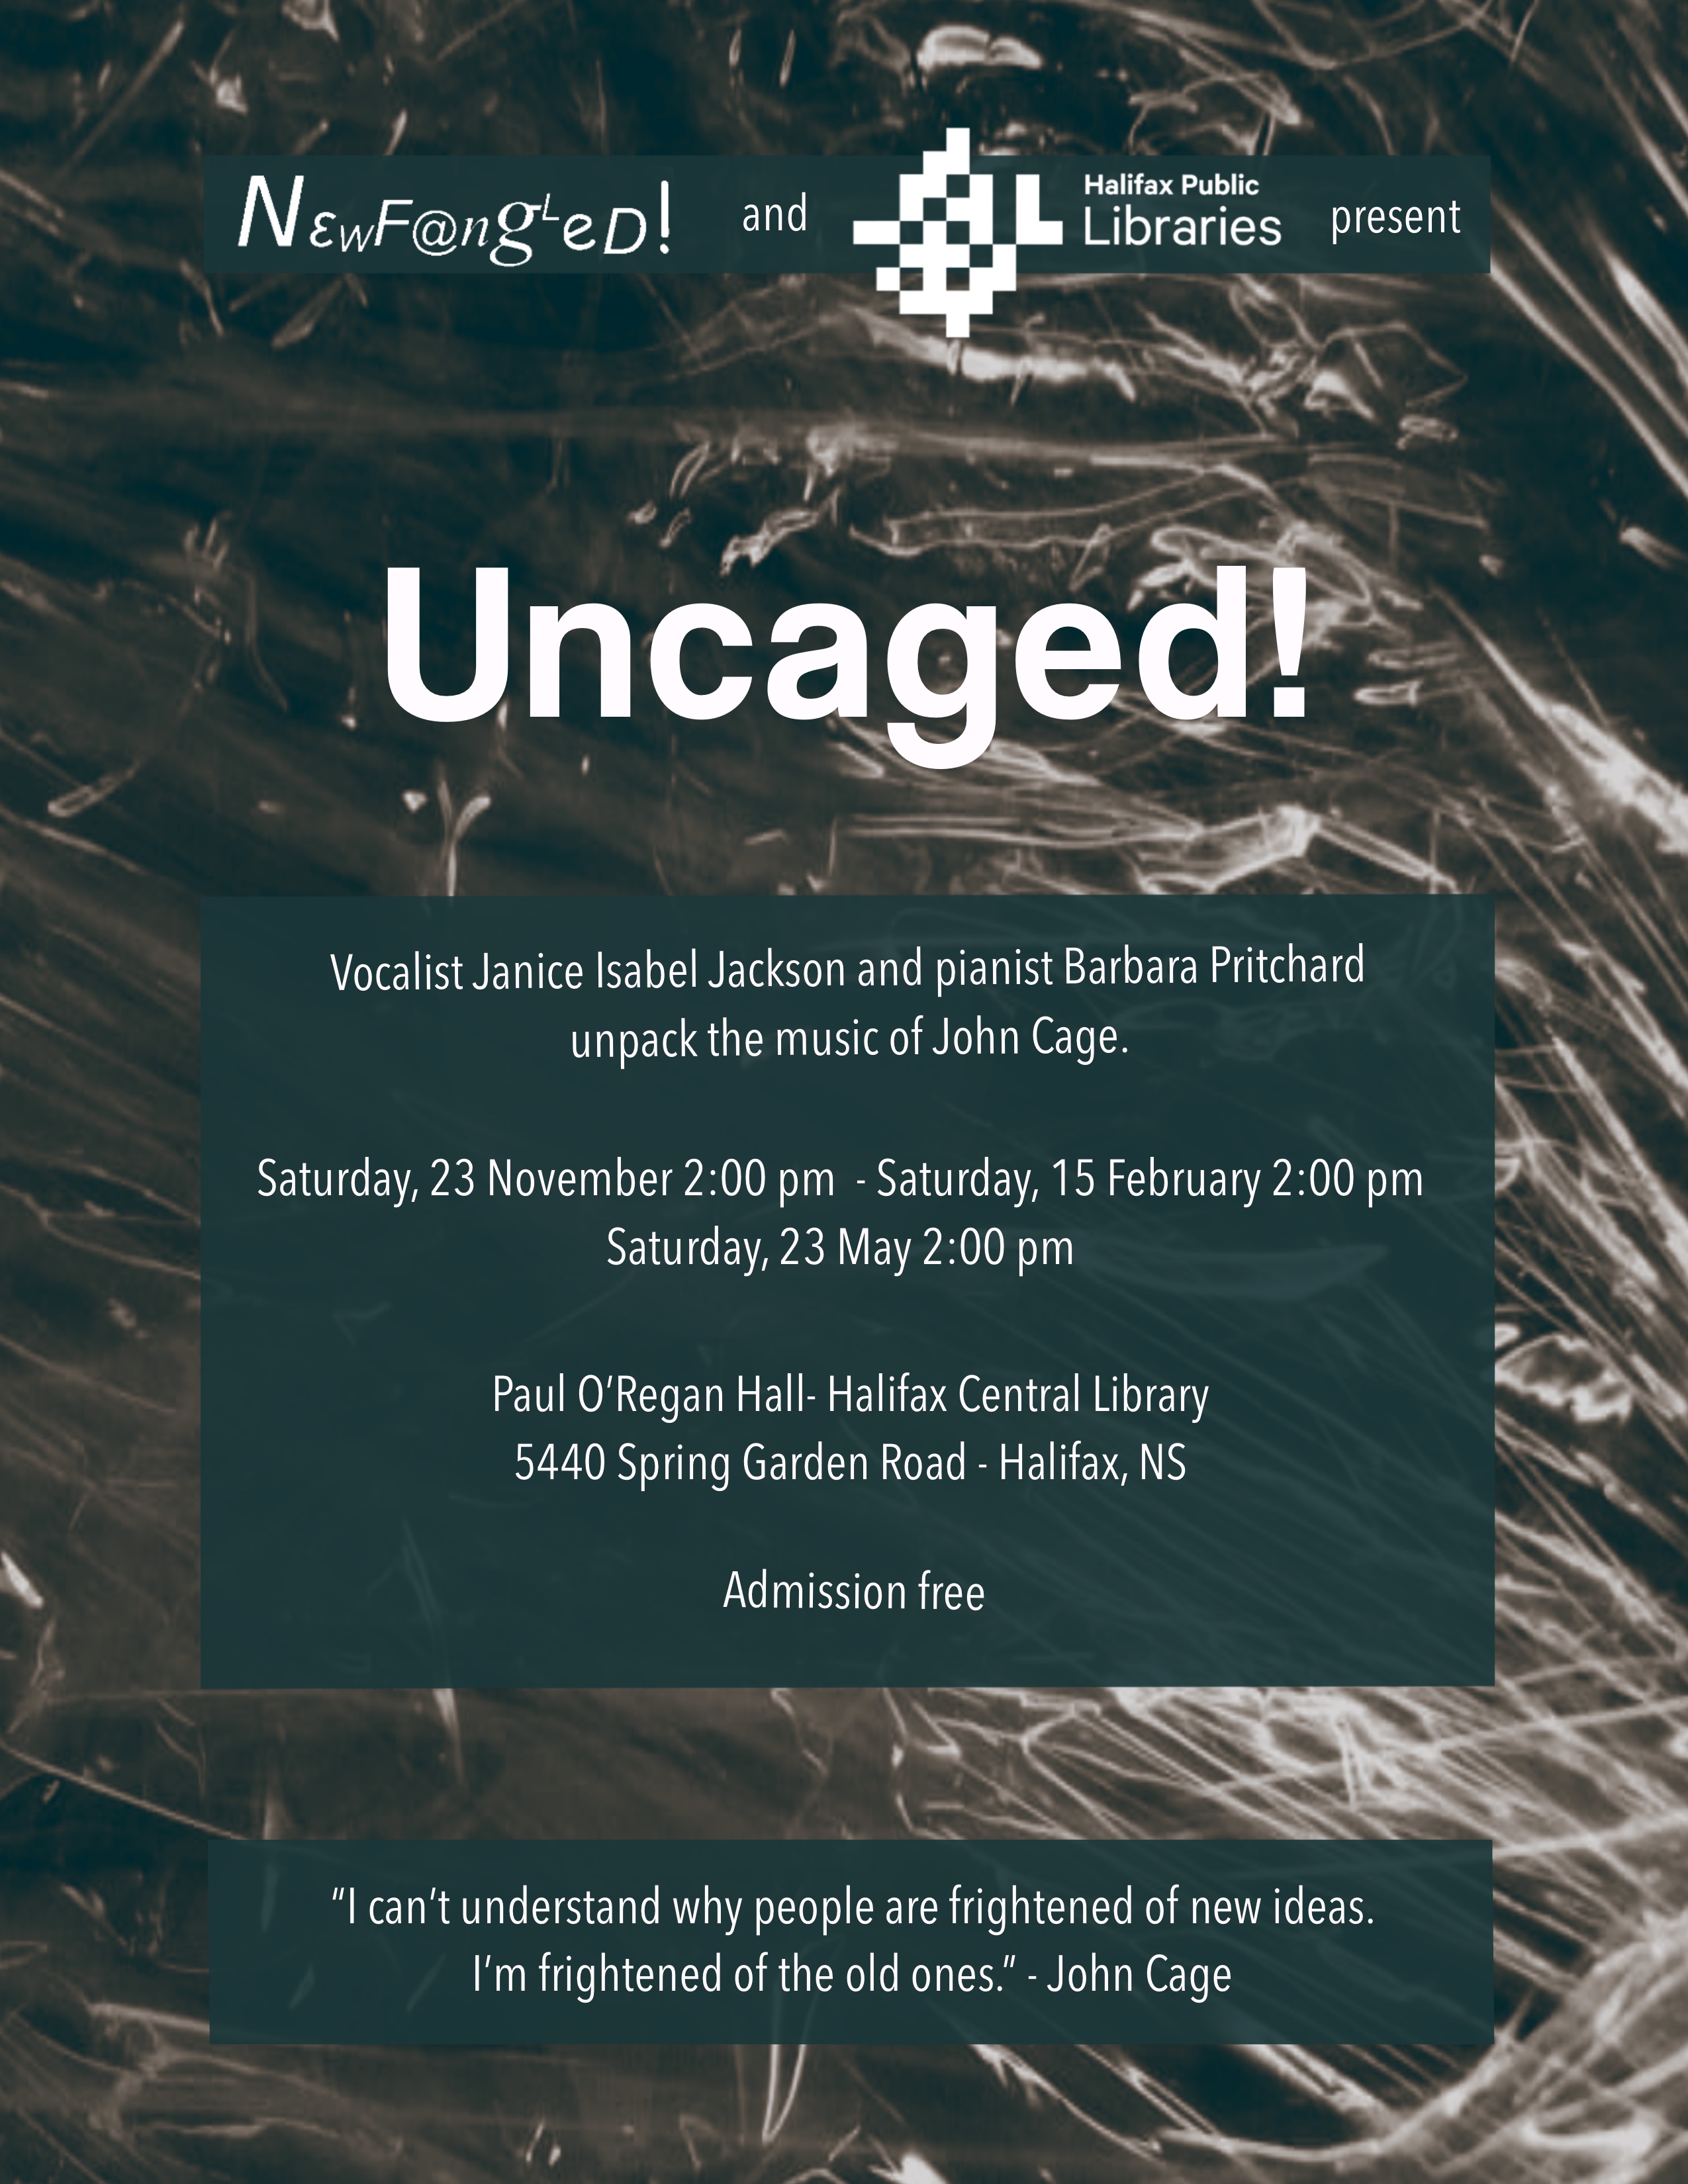 NεwF@ngLeD! and Halifax Public Libraries present
Uncaged!
Vocalist Janice Isabel Jackson and pianist Barbara Pritchard
unpack the music of John Cage.
Saturday, 23 November 2:00 pm - Saturday, 15 February 2:00 pm
Saturday, 23 May 2:00 pm
Paul O’Regan Hall- Halifax Central Library
5440 Spring Garden Road - Halifax, NS
Admission free
“I can’t understand why people are frightened of new ideas.
I’m frightened of the old ones.” - John Cage